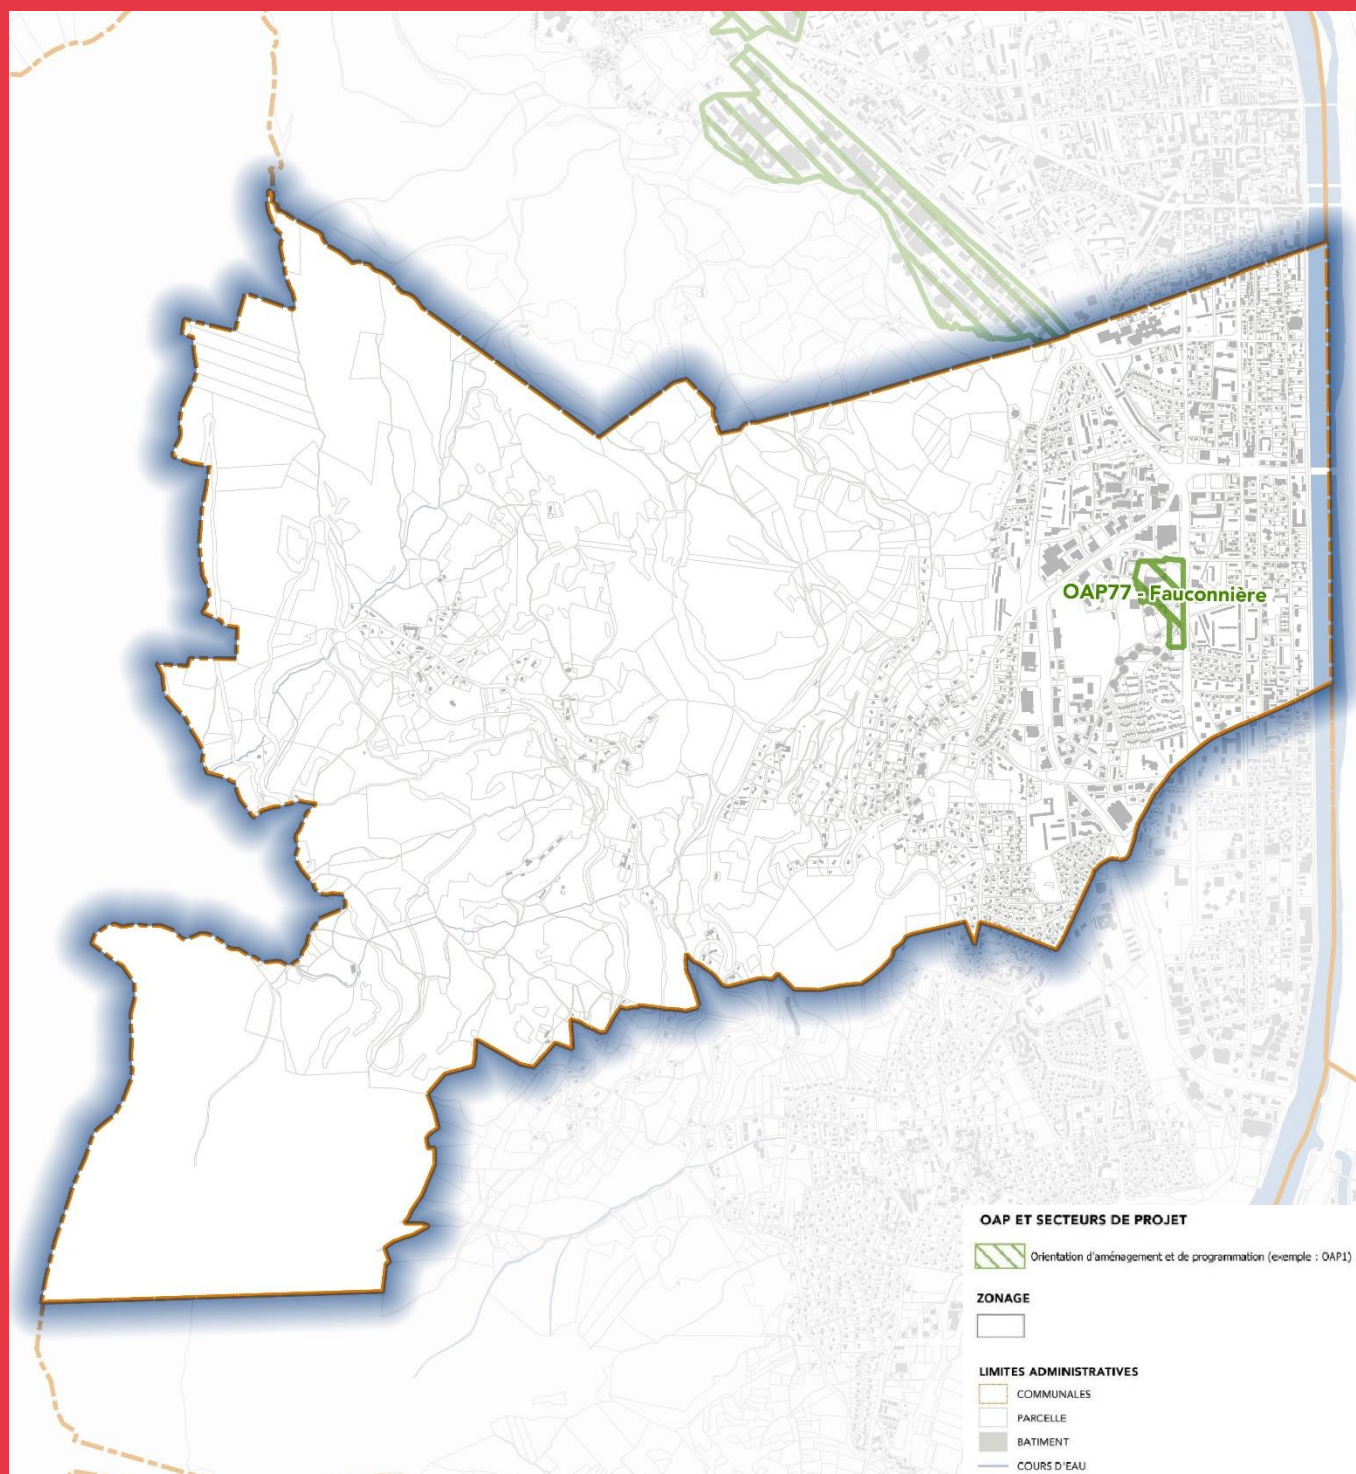 OAP77 - Fauconnière
OAP ET SECTEURS DE PROJET
Orientation d'aménagement et de programmation (exemple : OAP1)
ZONAGE
LIMITES ADMINISTRATIVES
COMMUNALES
PARCELLE
BATIMENT
COURS D'EAU